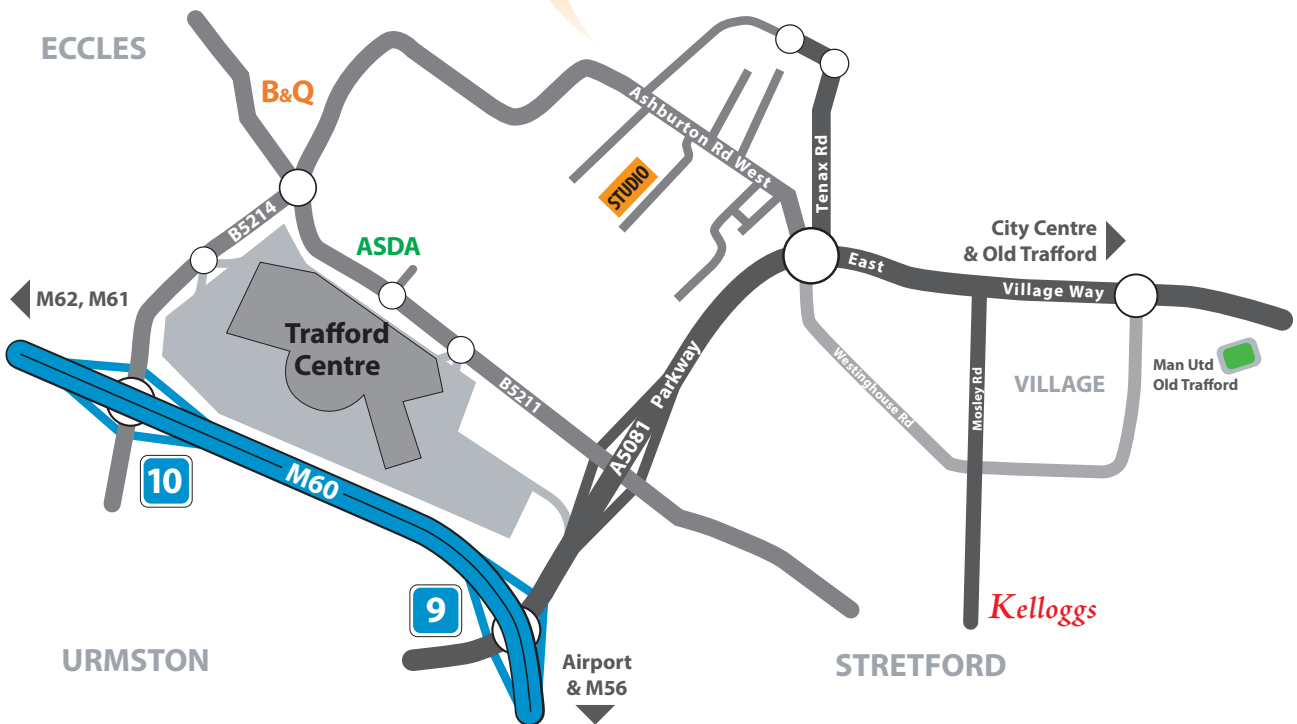 ECCLES
B&Q
Ashburton Rd West
STUDIO
Tenax Rd
B5214
ASDA
City Centre
& Old Trafford
East
Village Way
M62, M61
Trafford
Centre
Parkway
A5081
B5211
Westinghouse Rd
Mosley Rd
VILLAGE
Man Utd
Old Trafford
10
M60
9
Kelloggs
URMSTON
Airport
& M56
STRETFORD